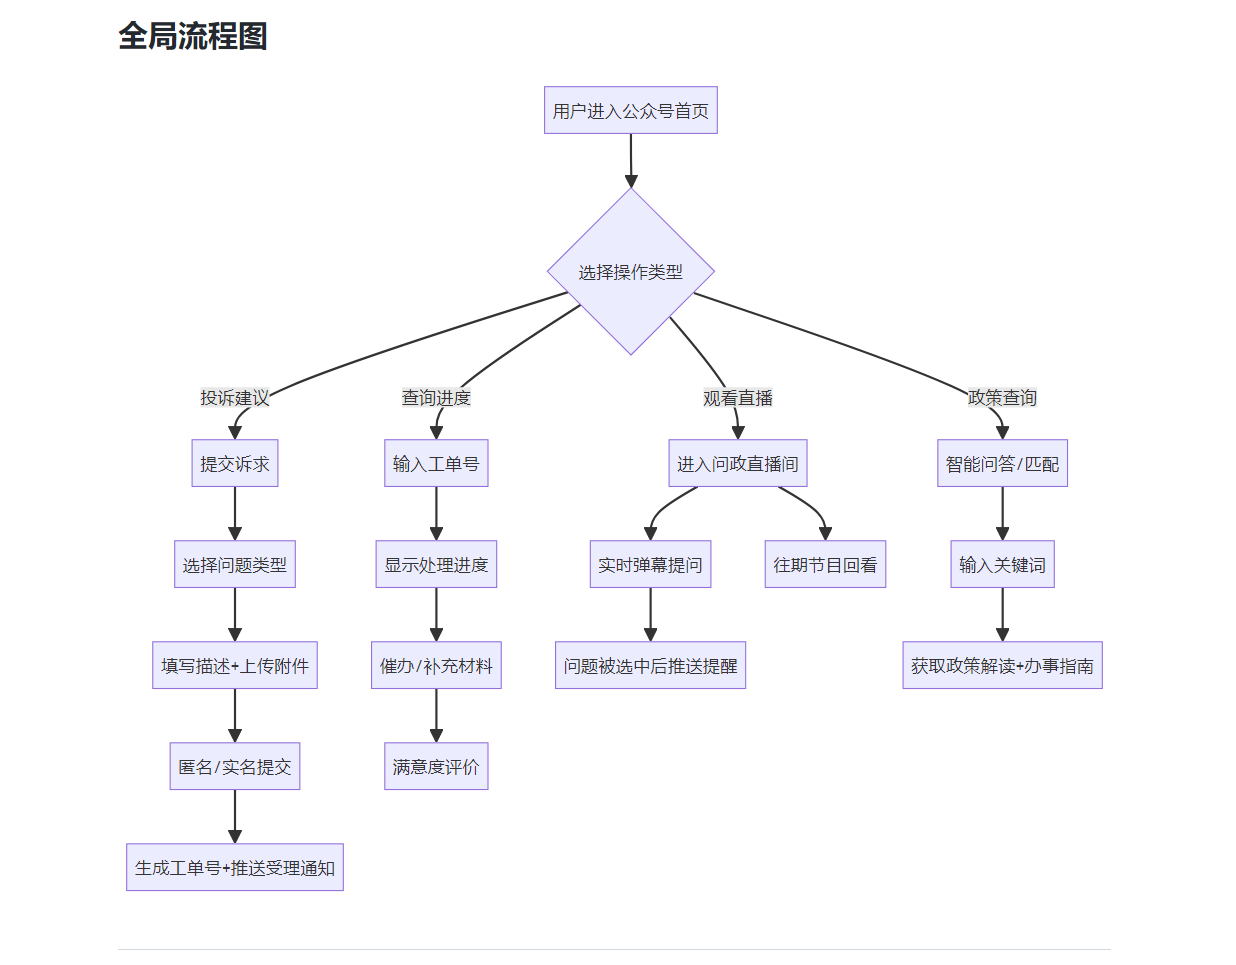 全局流程图
用户进入公众号首页
选择操作类型
投诉建议
查询进度
观看直播
政策查询
提交诉求
输入工单号
进入问政直播间
智能问答/匹配
选择问题类型
显示处理进度
实时弹幕提问
往期节目回看
输入关键词
填写描述+上传附件
催办/补充材料
问题被选中后推送提醒
获取政策解读+办事指南
匿名/实名提交
满意度评价
生成工单号+推送受理通知